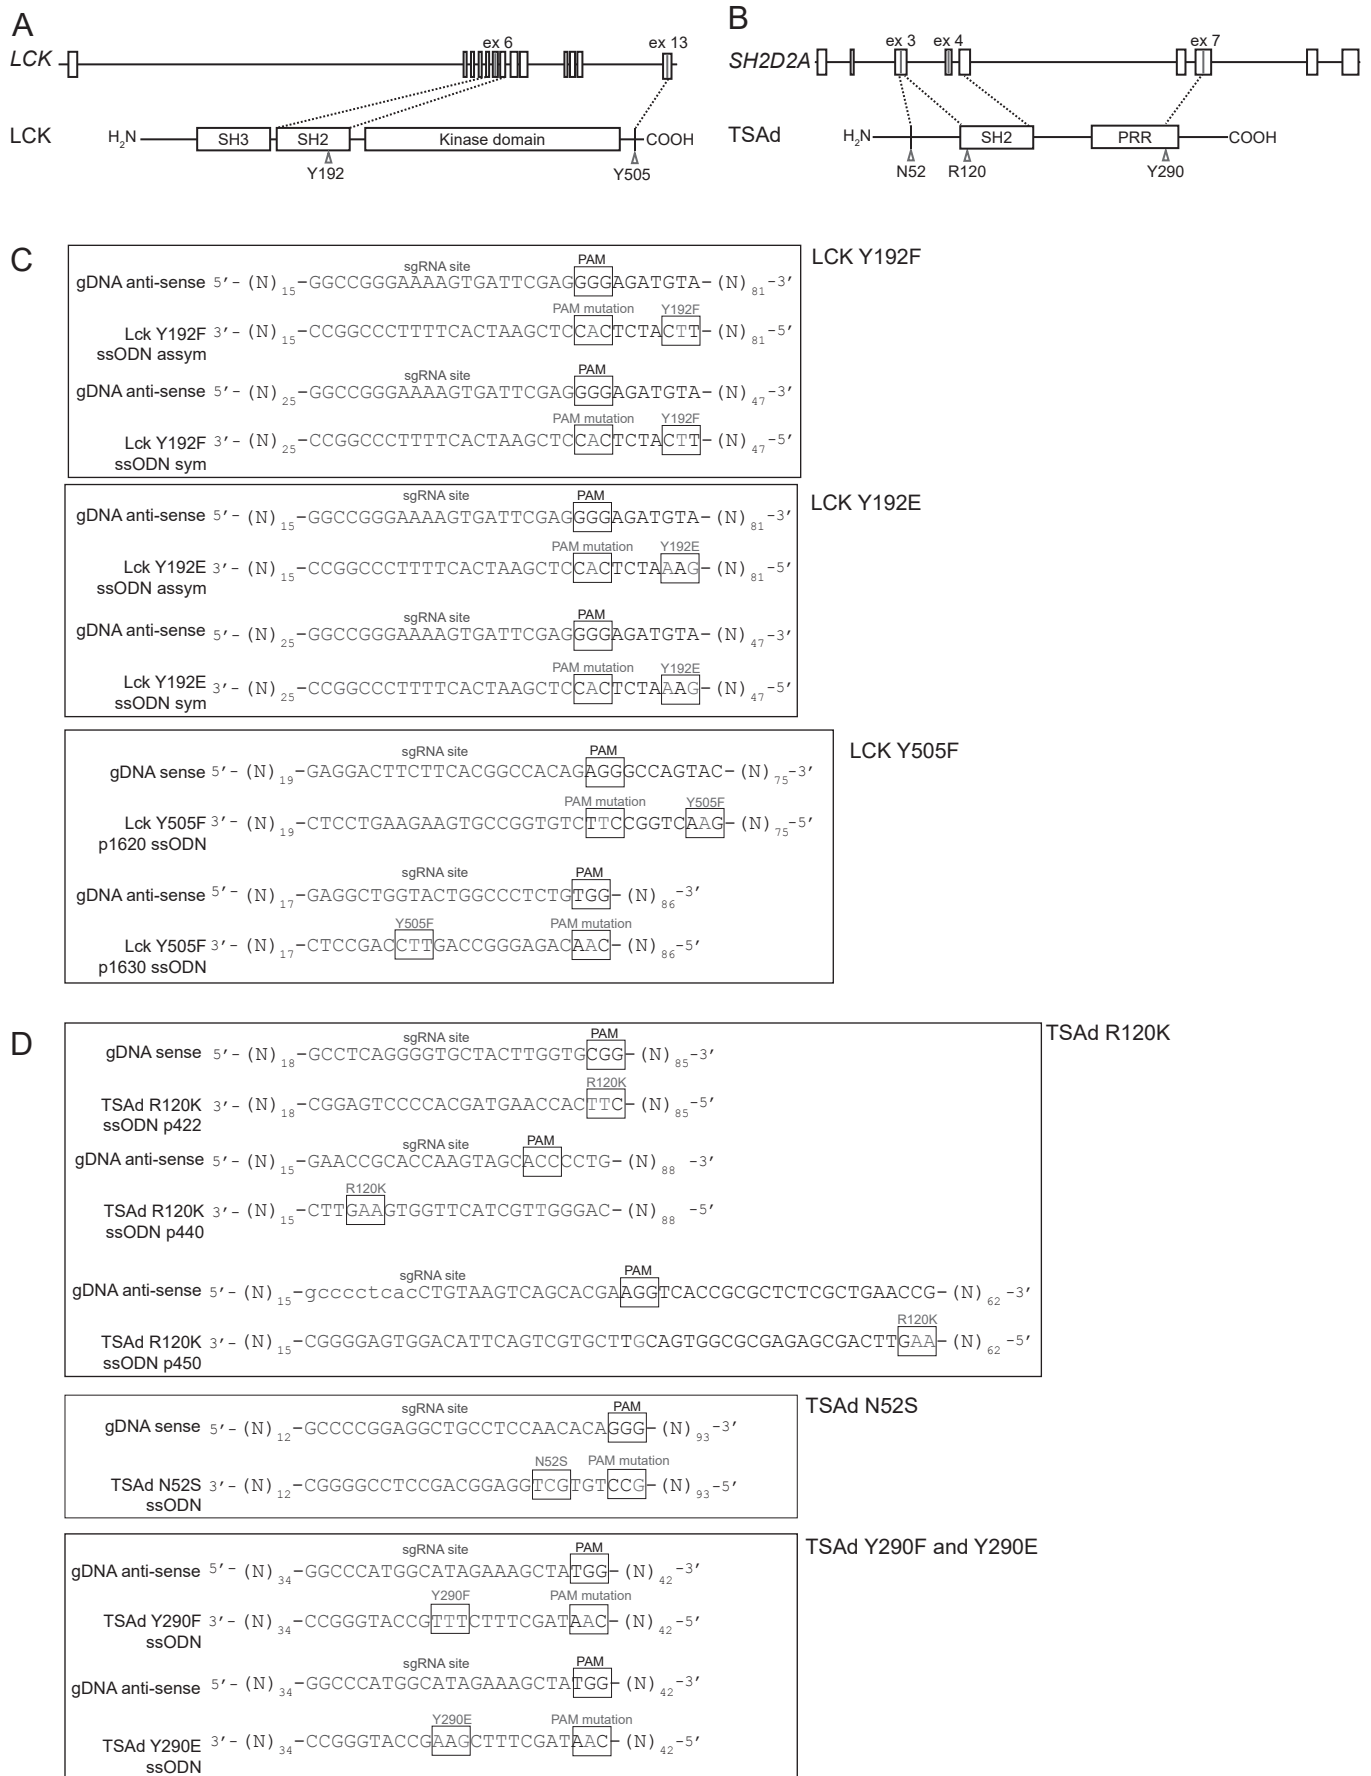 A
LCK
ex 6
ex 13
LCK
H2N
SH3
SH2
Kinase domain
COOH
Y192
Y505
B
SH2D2A
ex 3
ex 4
ex 7
TSAd
H2N
SH2
PRR
COOH
N52
R120
Y290
C
LCK Y192F
sgRNA site
PAM
gDNA anti-sense 5′- (N)15-GGCCGGGAAAAGTGATTCGAGGGGAGATGTA-(N)81-3′
PAM mutation
Y192F
Lck Y192F 3′- (N)15-CCGGCCCTTTTCACTAAGCTCCACTCTACTT-(N)81-5′
ssODN assym
sgRNA site
PAM
gDNA anti-sense 5′- (N)25-GGCCGGGAAAAGTGATTCGAGGGGAGATGTA-(N)47-3′
PAM mutation
Y192F
Lck Y192F 3′- (N)25-CCGGCCCTTTTCACTAAGCTCCACTCTACTT-(N)47-5′
ssODN sym
LCK Y192E
sgRNA site
PAM
gDNA anti-sense 5′- (N)15-GGCCGGGAAAAGTGATTCGAGGGGAGATGTA-(N)81-3′
PAM mutation
Y192E
Lck Y192E 3′- (N)15-CCGGCCCTTTTCACTAAGCTCCACTCTAAAG-(N)81-5′
ssODN assym
sgRNA site
PAM
gDNA anti-sense 5′- (N)25-GGCCGGGAAAAGTGATTCGAGGGGAGATGTA-(N)47-3′
PAM mutation
Y192E
Lck Y192E 3′- (N)25-CCGGCCCTTTTCACTAAGCTCCACTCTAAAG-(N)47-5′
ssODN sym
LCK Y505F
sgRNA site
PAM
gDNA sense 5′- (N)19-GAGGACTTCTTCACGGCCACAGAGGGCCAGTAC-(N)75-3′
PAM mutation
Y505F
Lck Y505F 3′- (N)19-CTCCTGAAGAAGTGCCGGTGTCTTCCGGTCAAG-(N)75-5′
p1620 ssODN
sgRNA site
PAM
gDNA anti-sense 5′- (N)17-GAGGCTGGTACTGGCCCTCTGTGG-(N)86-3′
Y505F
PAM mutation
Lck Y505F 3′- (N)17-CTCCGACCTTGACCGGGAGACAAC-(N)86-5′
p1630 ssODN
D
TSAd R120K
sgRNA site
PAM
gDNA sense 5′- (N)18-GCCTCAGGGGTGCTACTTGGTGCGG-(N)85-3′
R120K
TSAd R120K 3′- (N)18-CGGAGTCCCCACGATGAACCACTTC-(N)85-5′
ssODN p422
sgRNA site
PAM
gDNA anti-sense 5′- (N)15-GAACCGCACCAAGTAGCACCCCTG-(N)88 -3′
R120K
TSAd R120K 3′- (N)15-CTTGAAGTGGTTCATCGTTGGGAC-(N)88 -5′
ssODN p440
sgRNA site
PAM
gDNA anti-sense 5′- (N)15-gcccctcacCTGTAAGTCAGCACGAAGGTCACCGCGCTCTCGCTGAACCG-(N)62-3′
R120K
TSAd R120K 3′- (N)15-CGGGGAGTGGACATTCAGTCGTGCTTGCAGTGGCGCGAGAGCGACTTGAA-(N)62-5′
ssODN p450
TSAd N52S
sgRNA site
PAM
gDNA sense 5′- (N)12-GCCCCGGAGGCTGCCTCCAACACAGGG-(N)93-3′
N52S
PAM mutation
TSAd N52S 3′- (N)12-CGGGGCCTCCGACGGAGGTCGTGTCCG-(N)93-5′
ssODN
TSAd Y290F and Y290E
sgRNA site
PAM
gDNA anti-sense 5′- (N)34-GGCCCATGGCATAGAAAGCTATGG-(N)42-3′
Y290F
PAM mutation
TSAd Y290F 3′- (N)34-CCGGGTACCGTTTCTTTCGATAAC-(N)42-5′
ssODN
sgRNA site
PAM
gDNA anti-sense 5′- (N)34-GGCCCATGGCATAGAAAGCTATGG-(N)42-3′
Y290E
PAM mutation
TSAd Y290E 3′- (N)34-CCGGGTACCGAAGCTTTCGATAAC-(N)42-5′
ssODN